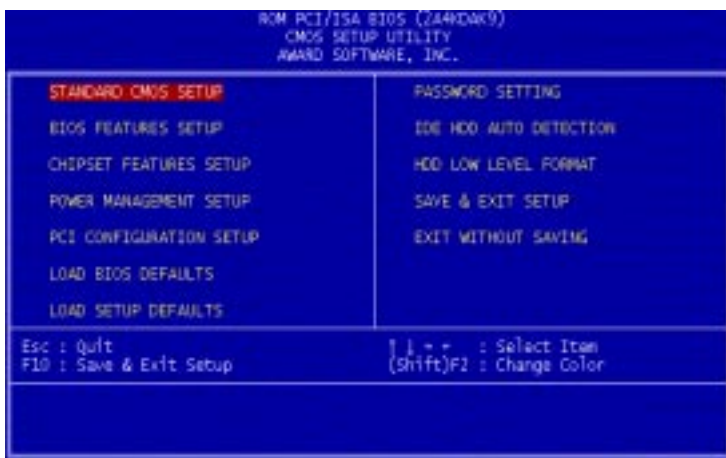 ROM PCI/ISA BIOS (2A4KDAK9)
CMOS SETUP UTILITY
AWARD SOFTWARE, INC.
STANDARD CMOS SETUP
BIOS FEATURES SETUP
CHIPSET FEATURES SETUP
POWER MANAGEMENT SETUP
PCI CONFIGURATION SETUP
LOAD BIOS DEFAULTS
LOAD SETUP DEFAULTS
PASSWORD SETTING
IDE HDD AUTO DETECTION
HDD LOW LEVEL FORMAT
SAVE & EXIT SETUP
EXIT WITHOUT SAVING
Esc : Quit
F10 : Save & Exit Setup
↑ ↓ → ← : Select Item
(Shift)F2 : Change Color